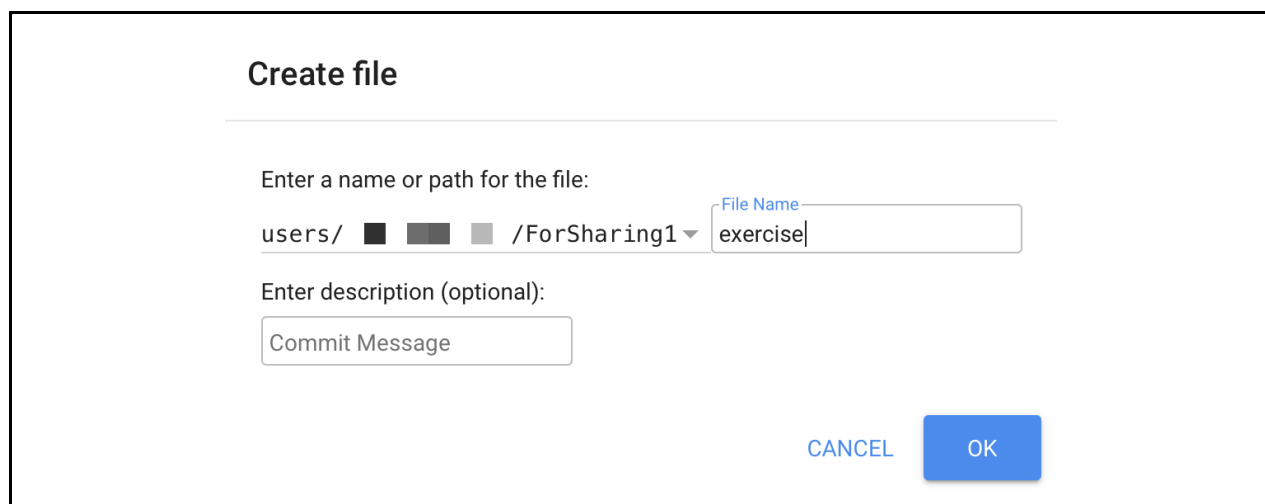 Create file
Enter a name or path for the file:
File Name
users/ /ForSharing1 exercise
Enter description (optional):
Commit Message
CANCEL OK